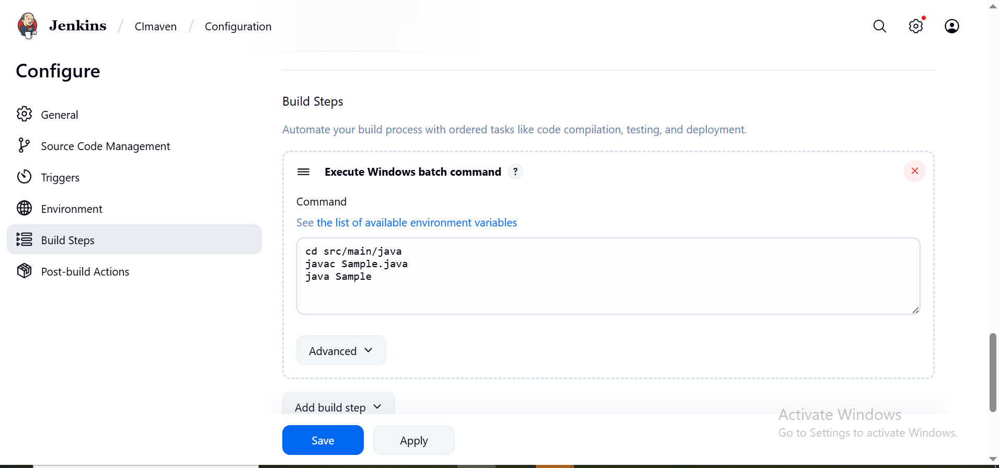 Jenkins / CImaven / Configuration
Configure
General
Source Code Management
Triggers
Environment
Build Steps
Post-build Actions
Build Steps
Automate your build process with ordered tasks like code compilation, testing, and deployment.
Execute Windows batch command ?
Command
See the list of available environment variables
cd src/main/java
javac Sample.java
java Sample
Advanced
Add build step
Save
Apply
Activate Windows
Go to Settings to activate Windows.